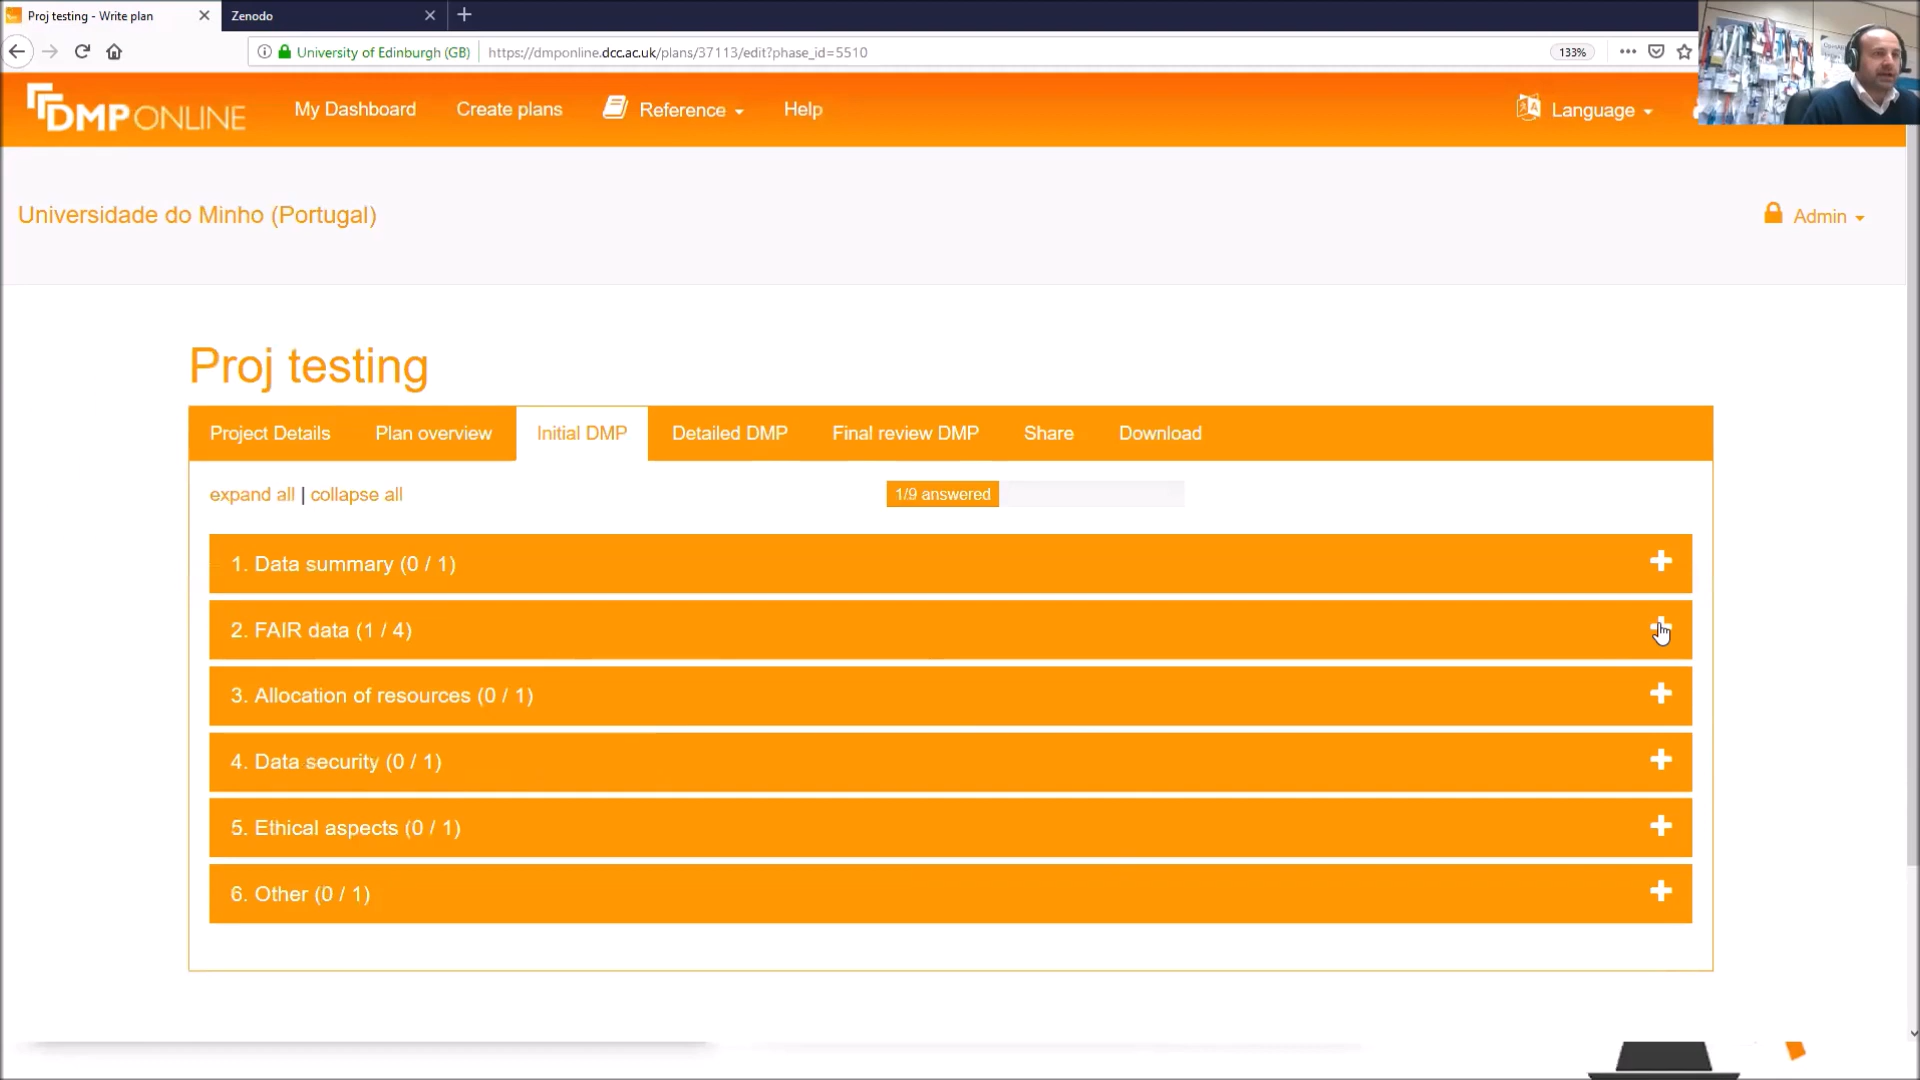 Proj testing - Write plan
Zenodo
University of Edinburgh (GB)
https://dmponline.dcc.ac.uk/plans/37113/edit?phase_id=5510
133%
DMPONLINE
My Dashboard
Create plans
Reference
Help
Language
Universidade do Minho (Portugal)
Admin
Proj testing
Project Details
Plan overview
Initial DMP
Detailed DMP
Final review DMP
Share
Download
expand all | collapse all
1/9 answered
1. Data summary (0 / 1)
2. FAIR data (1 / 4)
3. Allocation of resources (0 / 1)
4. Data security (0 / 1)
5. Ethical aspects (0 / 1)
6. Other (0 / 1)